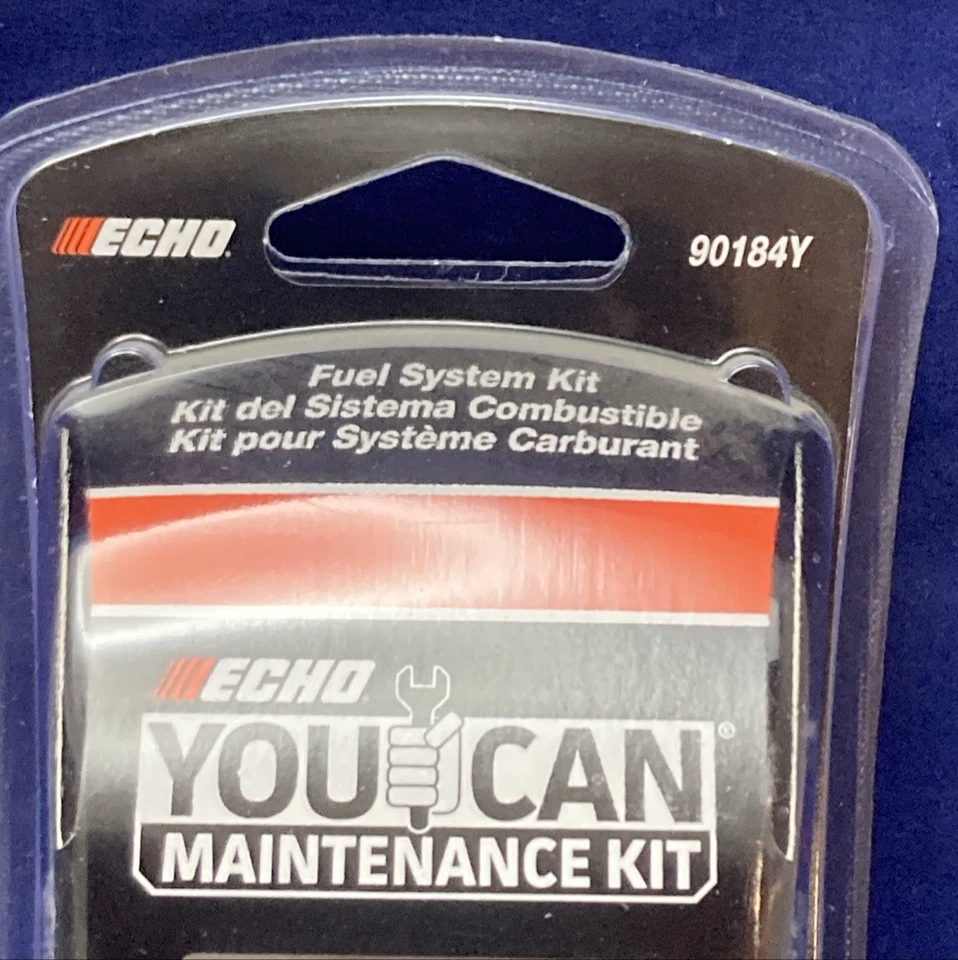 ECHO.
90184Y
Fuel System Kit
Kit del Sistema Combustible
Kit pour Système Carburant
ECHO
YOU CAN®
MAINTENANCE KIT